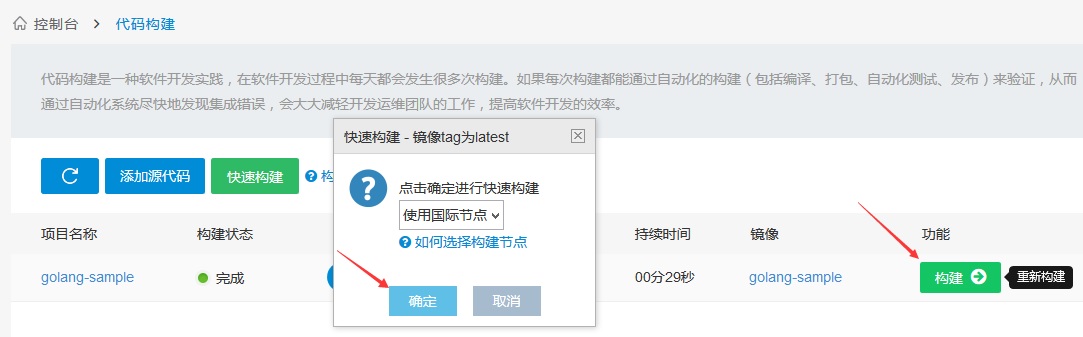 控制台 > 代码构建
代码构建是一种软件开发实践，在软件开发过程中每天都会发生很多次构建。如果每次构建都能通过自动化的构建（包括编译、打包、自动化测试、发布）来验证，从而
通过自动化系统尽快地发现集成错误，会大大减轻开发运维团队的工作，提高软件开发的效率。
快速构建 - 镜像tag为latest
添加源代码 快速构建 ? 构
? 点击确定进行快速构建
使用国际节点
? 如何选择构建节点
项目名称 构建状态 持续时间 镜像 功能
golang-sample 完成 00分29秒 golang-sample 构建 重新构建
确定 取消